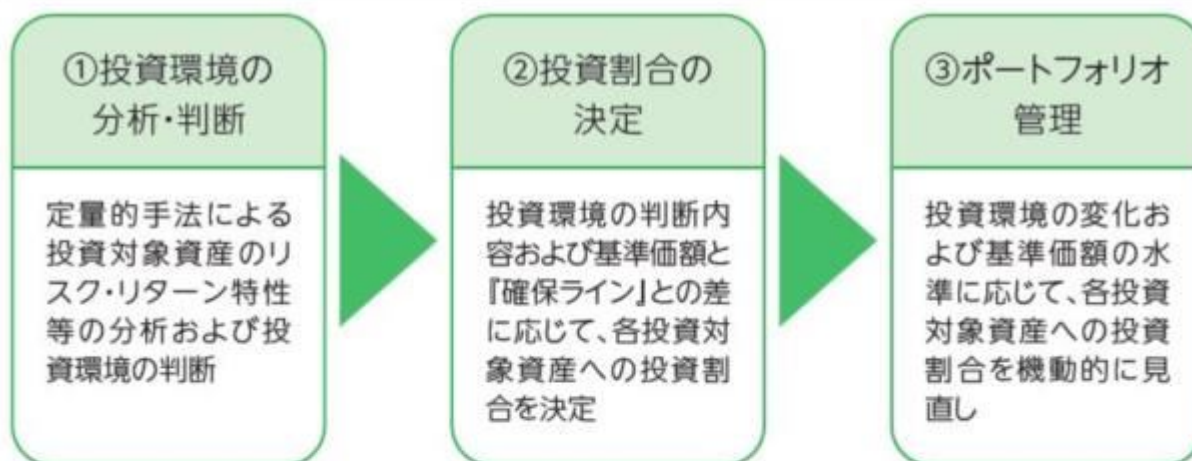 ①投資環境の
分析・判断
定量的手法による
投資対象資産のリ
スク・リターン特性
等の分析および投
資環境の判断
②投資割合の
決定
投資環境の判断内
容および基準価額と
『確保ライン』との差
に応じて、各投資対
象資産への投資割
合を決定
③ポートフォリオ
管理
投資環境の変化お
よび基準価額の水
準に応じて、各投資
対象資産への投資
割合を機動的に見
直し